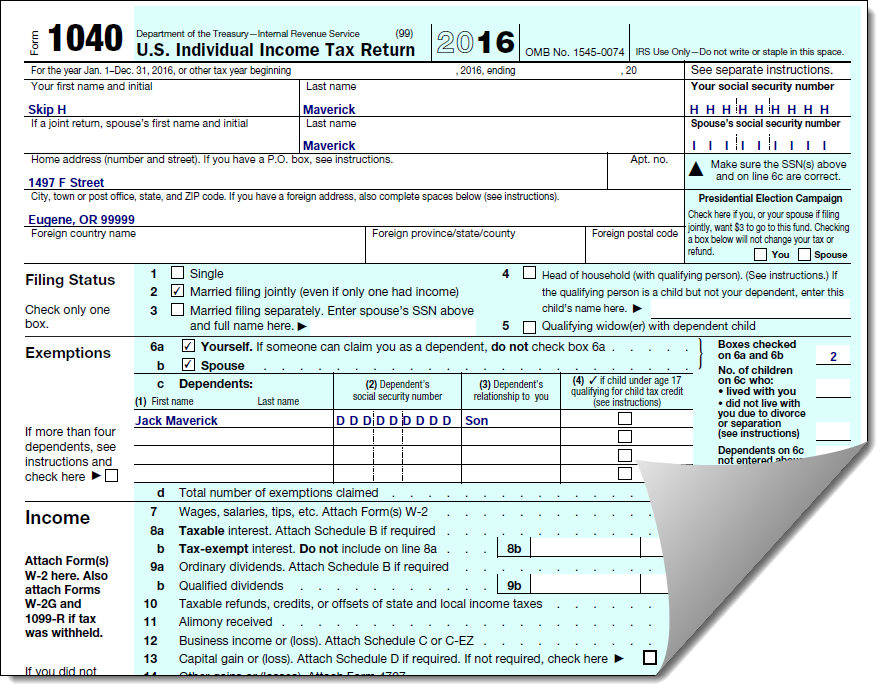 Form 1040 Department of the Treasury—Internal Revenue Service (99)
U.S. Individual Income Tax Return 2016 OMB No. 1545-0074 IRS Use Only—Do not write or staple in this space.
For the year Jan. 1–Dec. 31, 2016, or other tax year beginning , 2016, ending , 20 See separate instructions.
Your first name and initial Last name Your social security number
Skip H Maverick H H H H H H H H H
If a joint return, spouse's first name and initial Last name Spouse's social security number
Maverick I I I I I I I I I
Home address (number and street). If you have a P.O. box, see instructions. Apt. no.
1497 F Street
▲ Make sure the SSN(s) above
and on line 6c are correct.
City, town or post office, state, and ZIP code. If you have a foreign address, also complete spaces below (see instructions).
Eugene, OR 99999
Foreign country name Foreign province/state/county Foreign postal code
Presidential Election Campaign
Check here if you, or your spouse if filing
jointly, want $3 to go to this fund. Checking
a box below will not change your tax or
refund. You Spouse
Filing Status
Check only one
box.
1 Single
2 ✓ Married filing jointly (even if only one had income)
3 Married filing separately. Enter spouse's SSN above
and full name here. ▶
4 Head of household (with qualifying person). (See instructions.) If
the qualifying person is a child but not your dependent, enter this
child's name here. ▶
5 Qualifying widow(er) with dependent child
Exemptions
6a ✓ Yourself. If someone can claim you as a dependent, do not check box 6a . . . . .
b ✓ Spouse . . . . . . . . . . . . . . . . . . . . . . . .
Boxes checked
on 6a and 6b 2
No. of children
on 6c who:
• lived with you
• did not live with
you due to divorce
or separation
(see instructions)
Dependents on 6c
not entered above
c Dependents:
(1) First name Last name
(2) Dependent's
social security number
(3) Dependent's
relationship to you
(4) ✓ if child under age 17
qualifying for child tax credit
(see instructions)
Jack Maverick D D D D D D D D D Son
If more than four
dependents, see
instructions and
check here ▶
d Total number of exemptions claimed . . . . . . . . . . . . .
Income
Attach Form(s)
W-2 here. Also
attach Forms
W-2G and
1099-R if tax
was withheld.
If you did not
7 Wages, salaries, tips, etc. Attach Form(s) W-2 . . . . . . . . . . .
8a Taxable interest. Attach Schedule B if required . . . . . . . . . . .
b Tax-exempt interest. Do not include on line 8a . . . 8b
9a Ordinary dividends. Attach Schedule B if required . . . . . . . . . .
b Qualified dividends . . . . . . . . . . . 9b
10 Taxable refunds, credits, or offsets of state and local income taxes . . . . . .
11 Alimony received . . . . . . . . . . . . . . . . . . . . .
12 Business income or (loss). Attach Schedule C or C-EZ . . . . . . . . .
13 Capital gain or (loss). Attach Schedule D if required. If not required, check here ▶
14 Other gains or (losses). Attach Form 4797